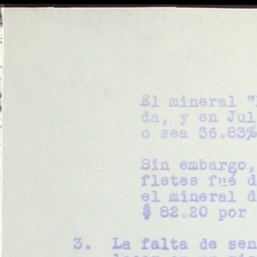 El mineral "
da, y en Jul
o sea 36.83%
Sin embargo,
fletes fué d
el mineral d
$ 82.20 por
3. La falta de sen